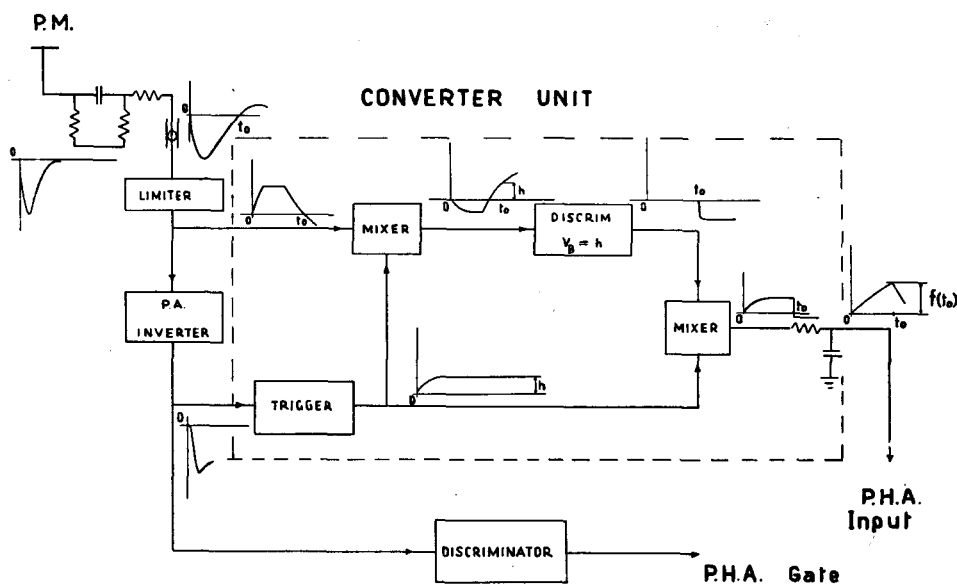 P.M.
CONVERTER UNIT
0
t₀
0
LIMITER
0
t₀
MIXER
0
t₀
h
DISCRIM
V_B = h
0
t₀
P.A.
INVERTER
MIXER
0
t₀
0
t₀
f(t₀)
TRIGGER
0
h
0
P.H.A.
Input
DISCRIMINATOR
P.H.A. Gate